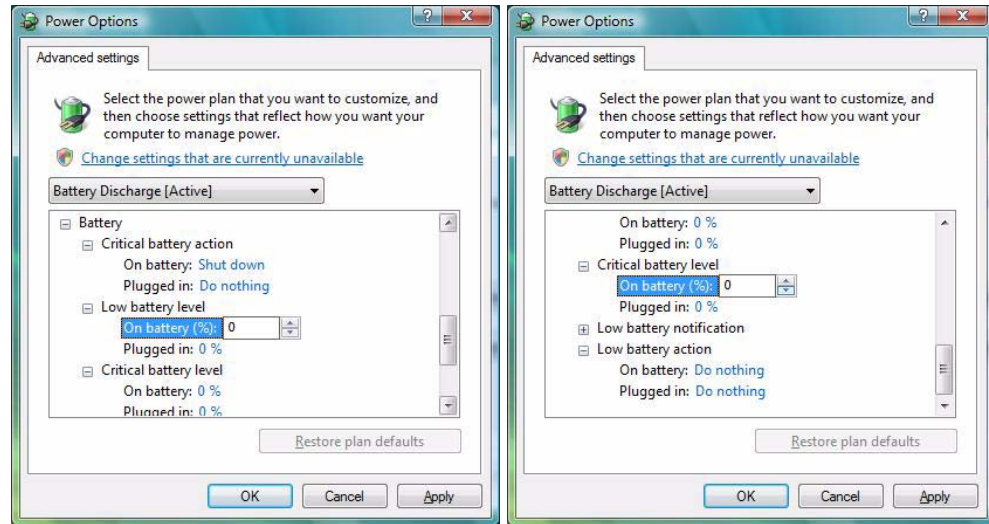 Power Options
Advanced settings
Select the power plan that you want to customize, and
then choose settings that reflect how you want your
computer to manage power.
Change settings that are currently unavailable
Battery Discharge [Active]
Battery
Critical battery action
On battery: Shut down
Plugged in: Do nothing
Low battery level
On battery (%): 0
Plugged in: 0 %
Critical battery level
On battery: 0 %
Plugged in: 0 %
Restore plan defaults
OK Cancel Apply
Power Options
Advanced settings
Select the power plan that you want to customize, and
then choose settings that reflect how you want your
computer to manage power.
Change settings that are currently unavailable
Battery Discharge [Active]
On battery: 0 %
Plugged in: 0 %
Critical battery level
On battery (%): 0
Plugged in: 0 %
Low battery notification
Low battery action
On battery: Do nothing
Plugged in: Do nothing
Restore plan defaults
OK Cancel Apply